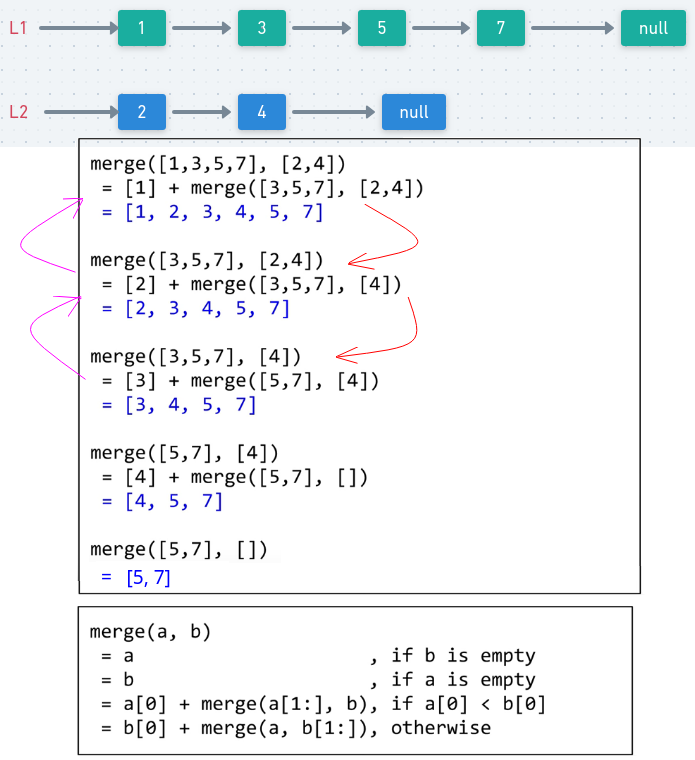 L1 1 3 5 7 null
L2 2 4 null
merge([1,3,5,7], [2,4])
= [1] + merge([3,5,7], [2,4])
= [1, 2, 3, 4, 5, 7]
merge([3,5,7], [2,4])
= [2] + merge([3,5,7], [4])
= [2, 3, 4, 5, 7]
merge([3,5,7], [4])
= [3] + merge([5,7], [4])
= [3, 4, 5, 7]
merge([5,7], [4])
= [4] + merge([5,7], [])
= [4, 5, 7]
merge([5,7], [])
= [5, 7]
merge(a, b)
= a , if b is empty
= b , if a is empty
= a[0] + merge(a[1:], b), if a[0] < b[0]
= b[0] + merge(a, b[1:]), otherwise